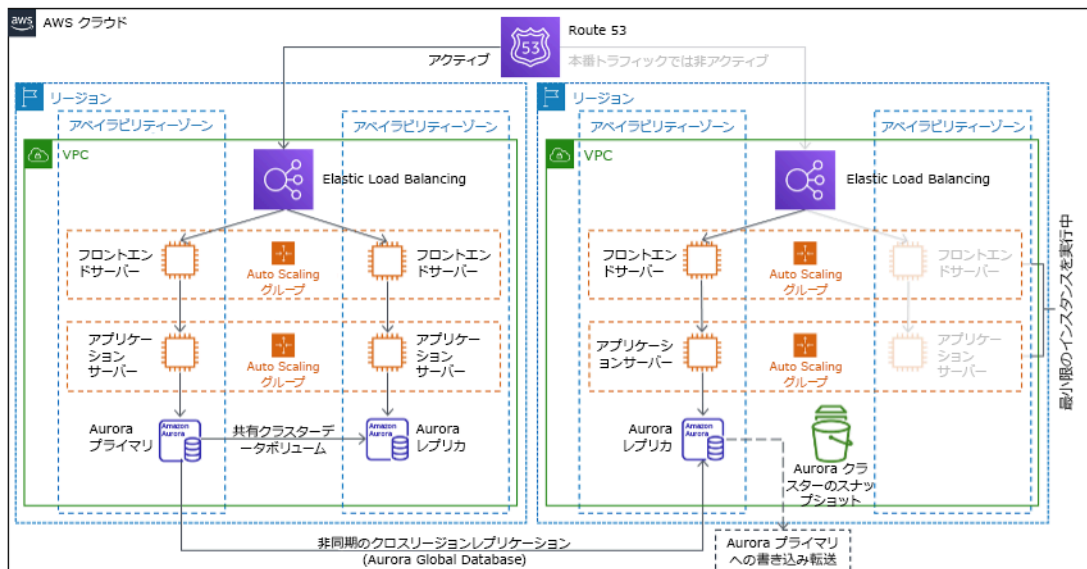 aws
AWS クラウド
Route 53
53
アクティブ
本番トラフィックでは非アクティブ
リージョン
アベイラビリティーゾーン
アベイラビリティーゾーン
VPC
Elastic Load Balancing
フロントエン
ドサーバー
Auto Scaling
グループ
フロントエン
ドサーバー
アプリケー
ション
サーバー
Auto Scaling
グループ
アプリケー
ション
サーバー
Aurora
プライマリ
Amazon
Aurora
共有クラスターデ
ータボリューム
Amazon
Aurora
Aurora
レプリカ
リージョン
アベイラビリティーゾーン
アベイラビリティーゾーン
VPC
Elastic Load Balancing
フロントエン
ドサーバー
Auto Scaling
グループ
フロントエン
ドサーバー
アプリケーシ
ョンサーバー
Auto Scaling
グループ
アプリケー
ション
サーバー
最小限のインスタンスを実行中
Aurora
レプリカ
Amazon
Aurora
Aurora クラ
スターのスナッ
プショット
非同期のクロスリージョンレプリケーション
(Aurora Global Database)
Aurora プライマリ
への書き込み転送